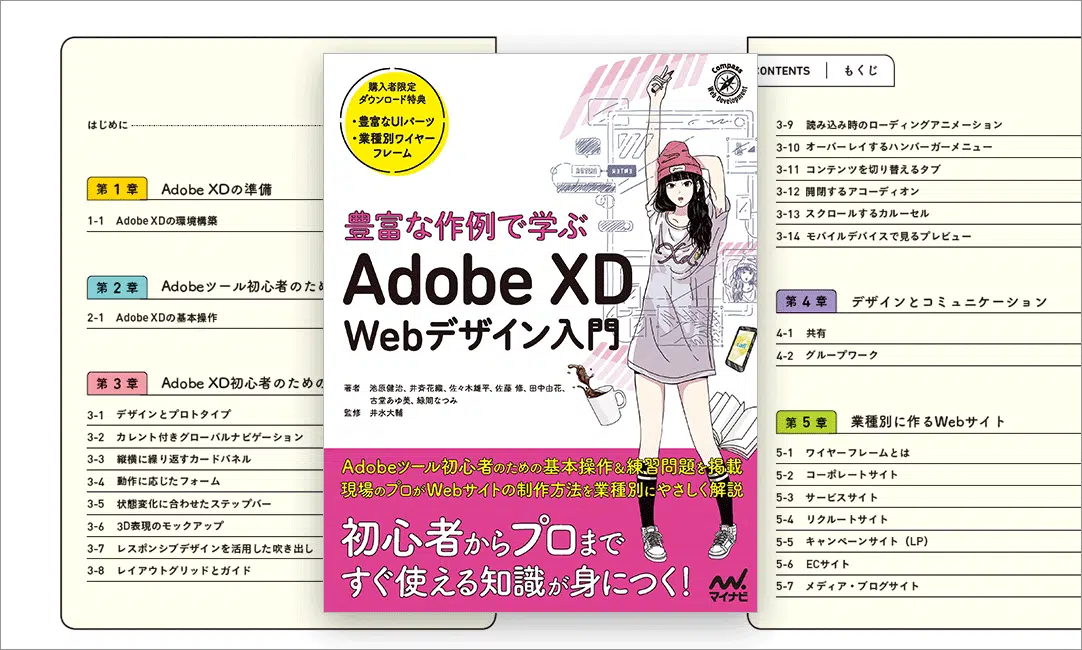 はじめに
第1章 Adobe XDの準備
1-1 Adobe XDの環境構築
第2章 Adobeツール初心者のため
2-1 Adobe XDの基本操作
第3章 Adobe XD初心者のための
3-1 デザインとプロトタイプ
3-2 カレント付きグローバルナビゲーション
3-3 縦横に繰り返すカードパネル
3-4 動作に応じたフォーム
3-5 状態変化に合わせたステップバー
3-6 3D表現のモックアップ
3-7 レスポンシブデザインを活用した吹き出し
3-8 レイアウトグリッドとガイド
購入者限定
ダウンロード特典
・豊富なUIパーツ
・業種別ワイヤー
フレーム
Compass
Web Development
豊富な作例で学ぶ
Adobe XD
Webデザイン入門
著者 池原健治、井斉花織、佐々木雄平、佐藤 修、田中由花、
古堂あゆ美、緑間なつみ
監修 井水大輔
Adobeツール初心者のための基本操作&練習問題を掲載
現場のプロがWebサイトの制作方法を業種別にやさしく解説
初心者からプロまで
すぐ使える知識が身につく!
マイナビ
CONTENTS もくじ
3-9 読み込み時のローディングアニメーション
3-10 オーバーレイするハンバーガーメニュー
3-11 コンテンツを切り替えるタブ
3-12 開閉するアコーディオン
3-13 スクロールするカルーセル
3-14 モバイルデバイスで見るプレビュー
第4章 デザインとコミュニケーション
4-1 共有
4-2 グループワーク
第5章 業種別に作るWebサイト
5-1 ワイヤーフレームとは
5-2 コーポレートサイト
5-3 サービスサイト
5-4 リクルートサイト
5-5 キャンペーンサイト（LP）
5-6 ECサイト
5-7 メディア・ブログサイト